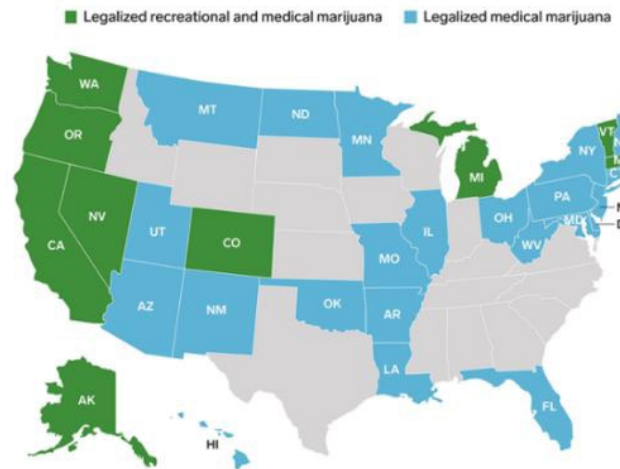 Legalized recreational and medical marijuana
Legalized medical marijuana
WA
MT
ND
MN
OR
VT
NY
MI
NV
PA
UT
CO
IL
OH
MD
CA
MO
WV
AZ
NM
OK
AR
LA
AK
HI
FL